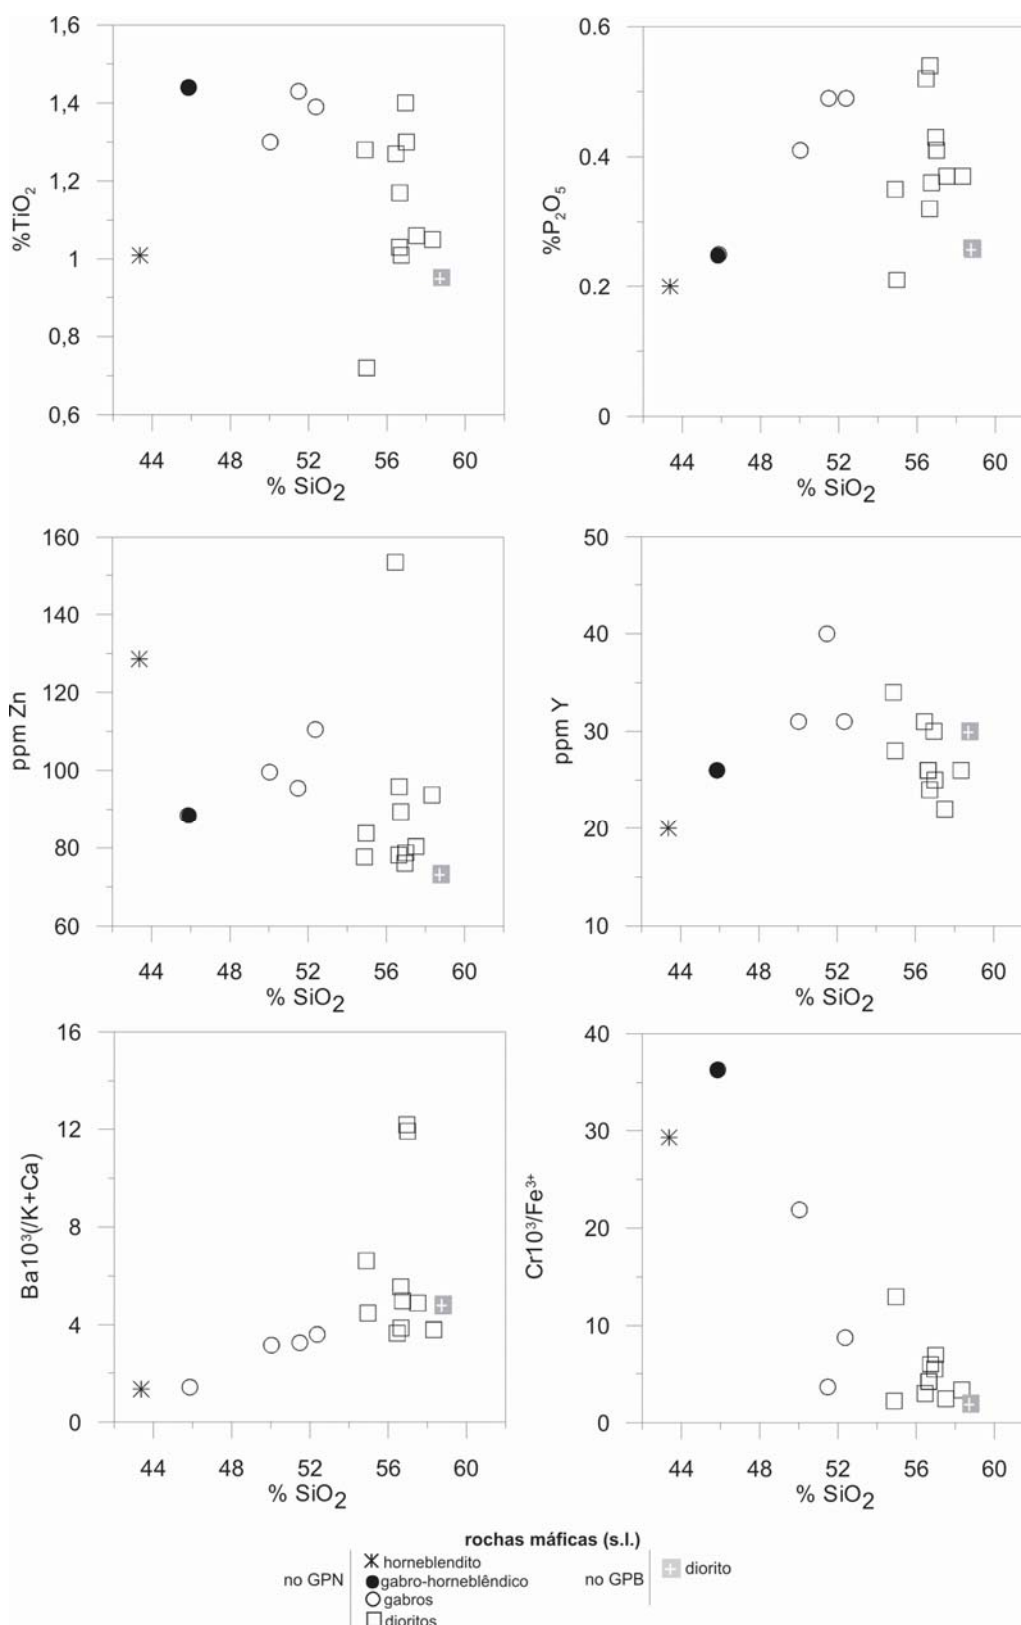 1,6
1,4
1,2
1
0,8
0,6
%TiO2
44 48 52 56 60
% SiO2
0.6
0.4
0.2
0
%P2O5
44 48 52 56 60
% SiO2
160
140
120
100
80
60
ppm Zn
44 48 52 56 60
% SiO2
50
40
30
20
10
ppm Y
44 48 52 56 60
% SiO2
16
12
8
4
0
Ba10³(/K+Ca)
44 48 52 56 60
% SiO2
40
30
20
10
0
Cr10³/Fe³⁺
44 48 52 56 60
% SiO2
rochas máficas (s.l.)
no GPN
horneblendito
gabro-horneblêndico
gabros
dioritos
no GPB
diorito